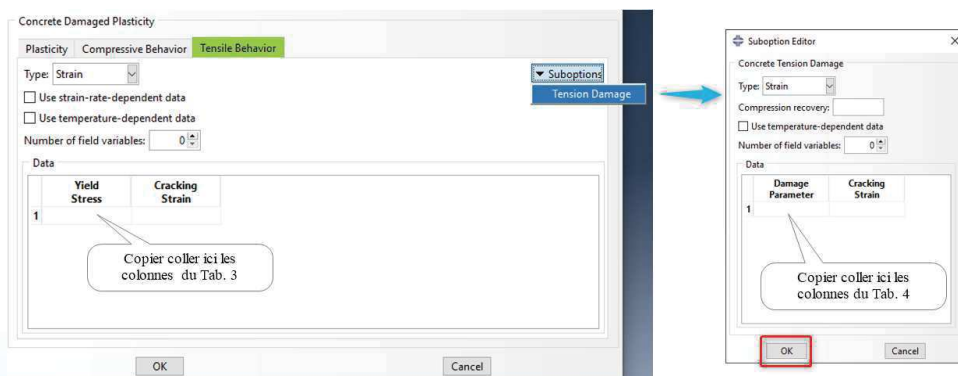 Concrete Damaged Plasticity
Plasticity Compressive Behavior Tensile Behavior
Type: Strain
Suboptions
Tension Damage
Use strain-rate-dependent data
Use temperature-dependent data
Number of field variables: 0
Data
Yield Stress
Cracking Strain
1
Copier coller ici les
colonnes du Tab. 3
OK Cancel
Suboption Editor
Concrete Tension Damage
Type: Strain
Compression recovery:
Use temperature-dependent data
Number of field variables: 0
Data
Damage Parameter
Cracking Strain
1
Copier coller ici les
colonnes du Tab. 4
OK Cancel